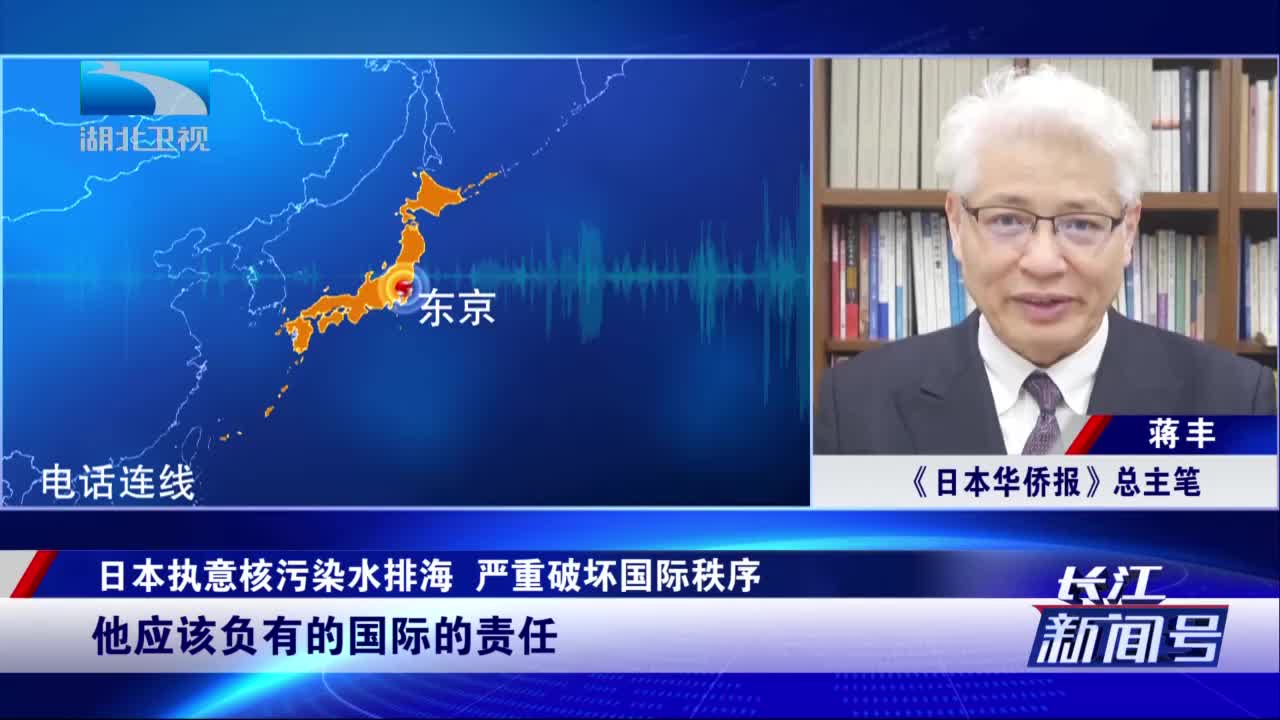 湖北卫视
东京
电话连线
蒋丰
《日本华侨报》总主笔
日本执意核污染水排海 严重破坏国际秩序
他应该负有的国际的责任
长江
新闻号